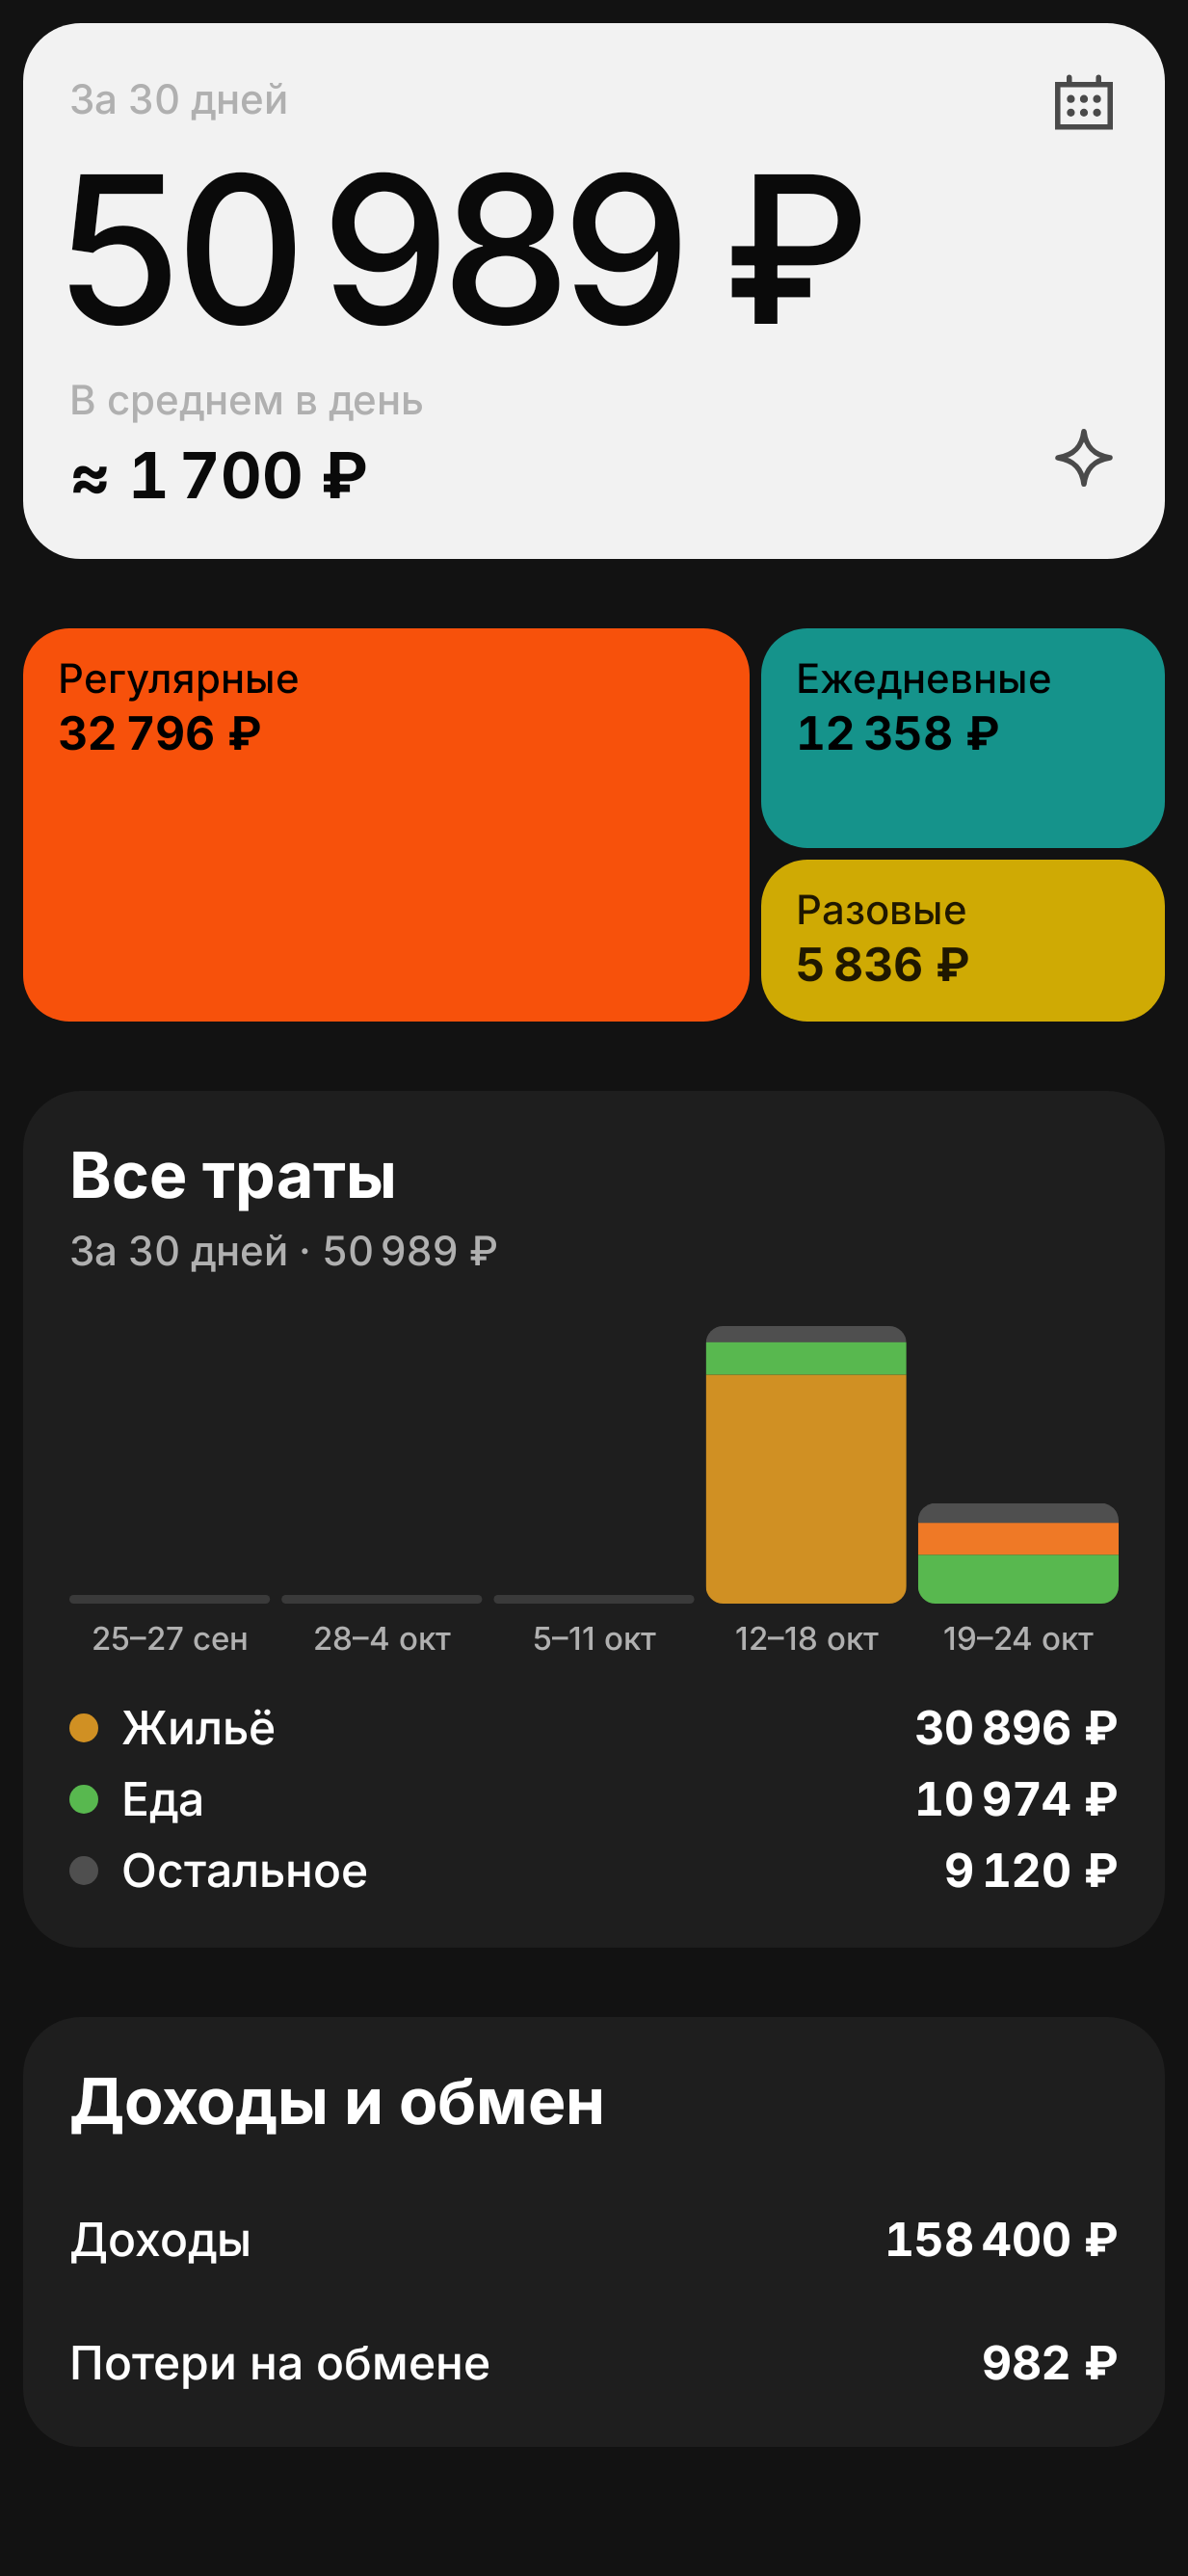 За 30 дней
50 989 ₽
В среднем в день
≈ 1 700 ₽
Регулярные
32 796 ₽
Ежедневные
12 358 ₽
Разовые
5 836 ₽
Все траты
За 30 дней · 50 989 ₽
25–27 сен
28–4 окт
5–11 окт
12–18 окт
19–24 окт
Жильё 30 896 ₽
Еда 10 974 ₽
Остальное 9 120 ₽
Доходы и обмен
Доходы 158 400 ₽
Потери на обмене 982 ₽